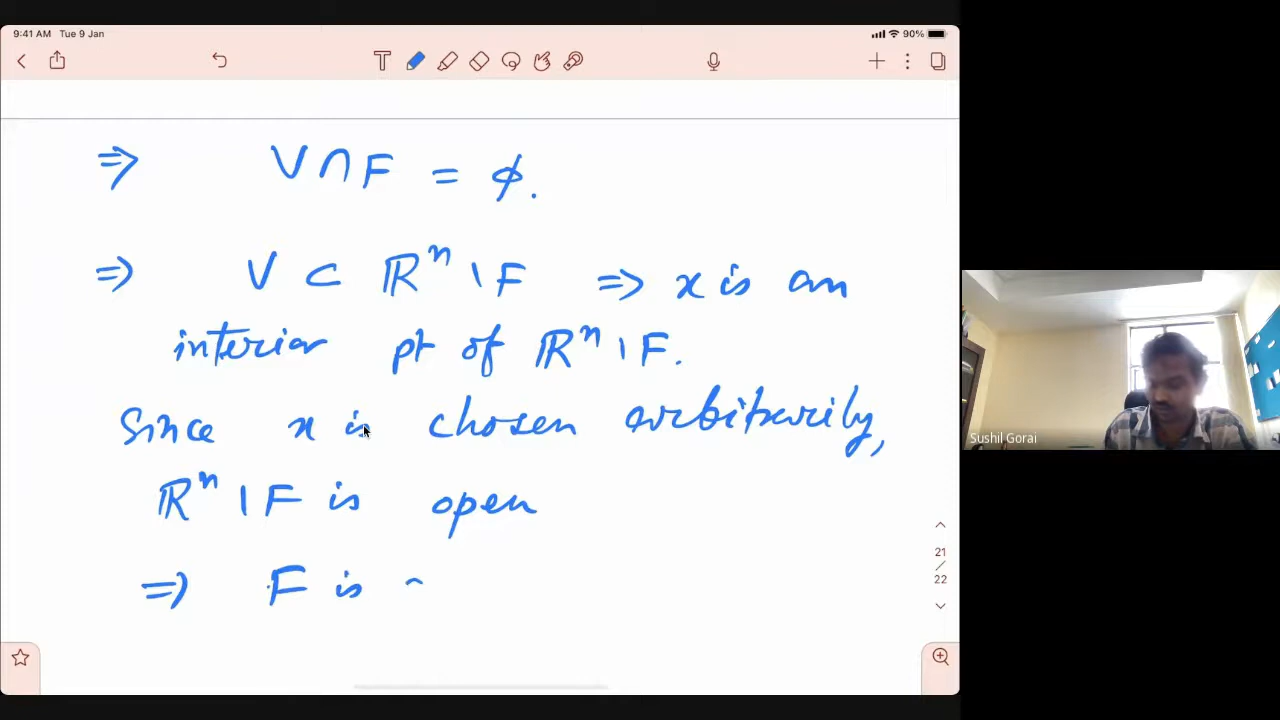 9:41 AM Tue 9 Jan
90%
T
⇒ V ∩ F = ϕ.
⇒ V ⊂ ℝⁿ \ F ⇒ x is an
interior pt of ℝⁿ \ F.
Since x is chosen arbitrarily,
ℝⁿ \ F is open
⇒ F is
21
/
22
Sushil Gorai